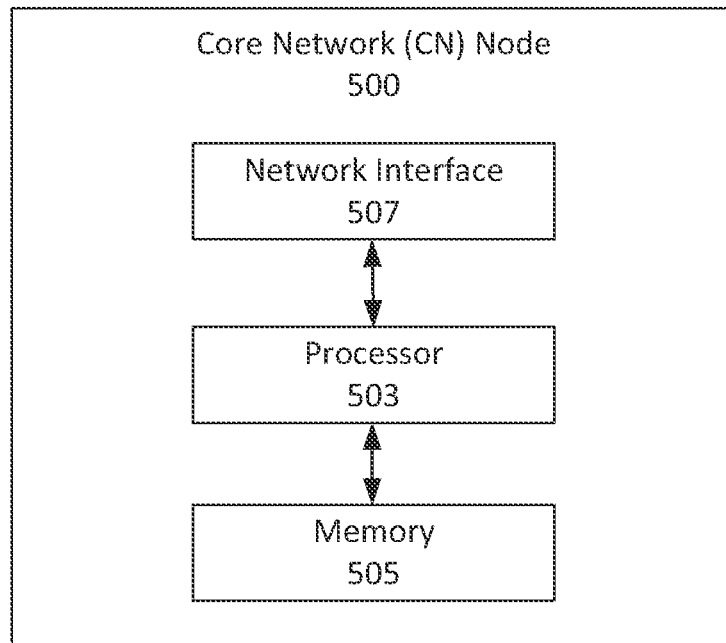 Core Network (CN) Node
500
Network Interface
507
Processor
503
Memory
505